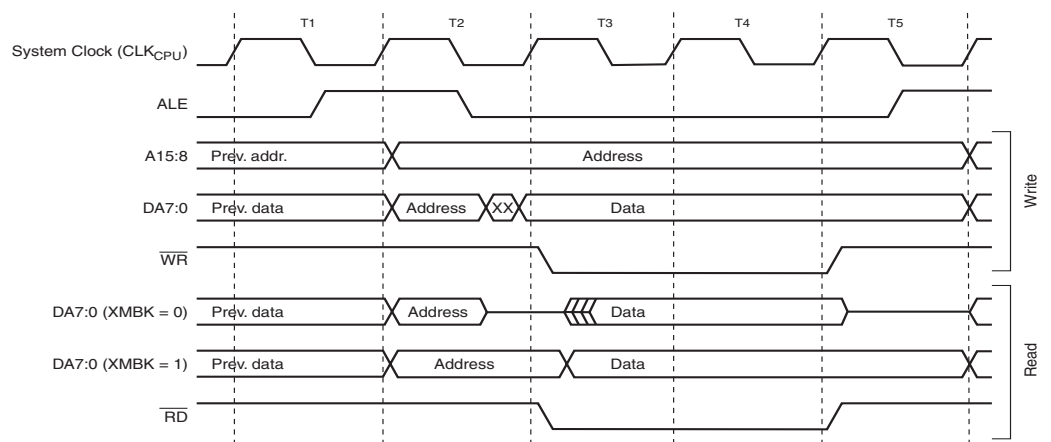 T1 T2 T3 T4 T5
System Clock (CLKCPU)
ALE
A15:8 Prev. addr. Address
DA7:0 Prev. data Address XX Data
WR
Write
DA7:0 (XMBK = 0) Prev. data Address Data
DA7:0 (XMBK = 1) Prev. data Address Data
RD
Read